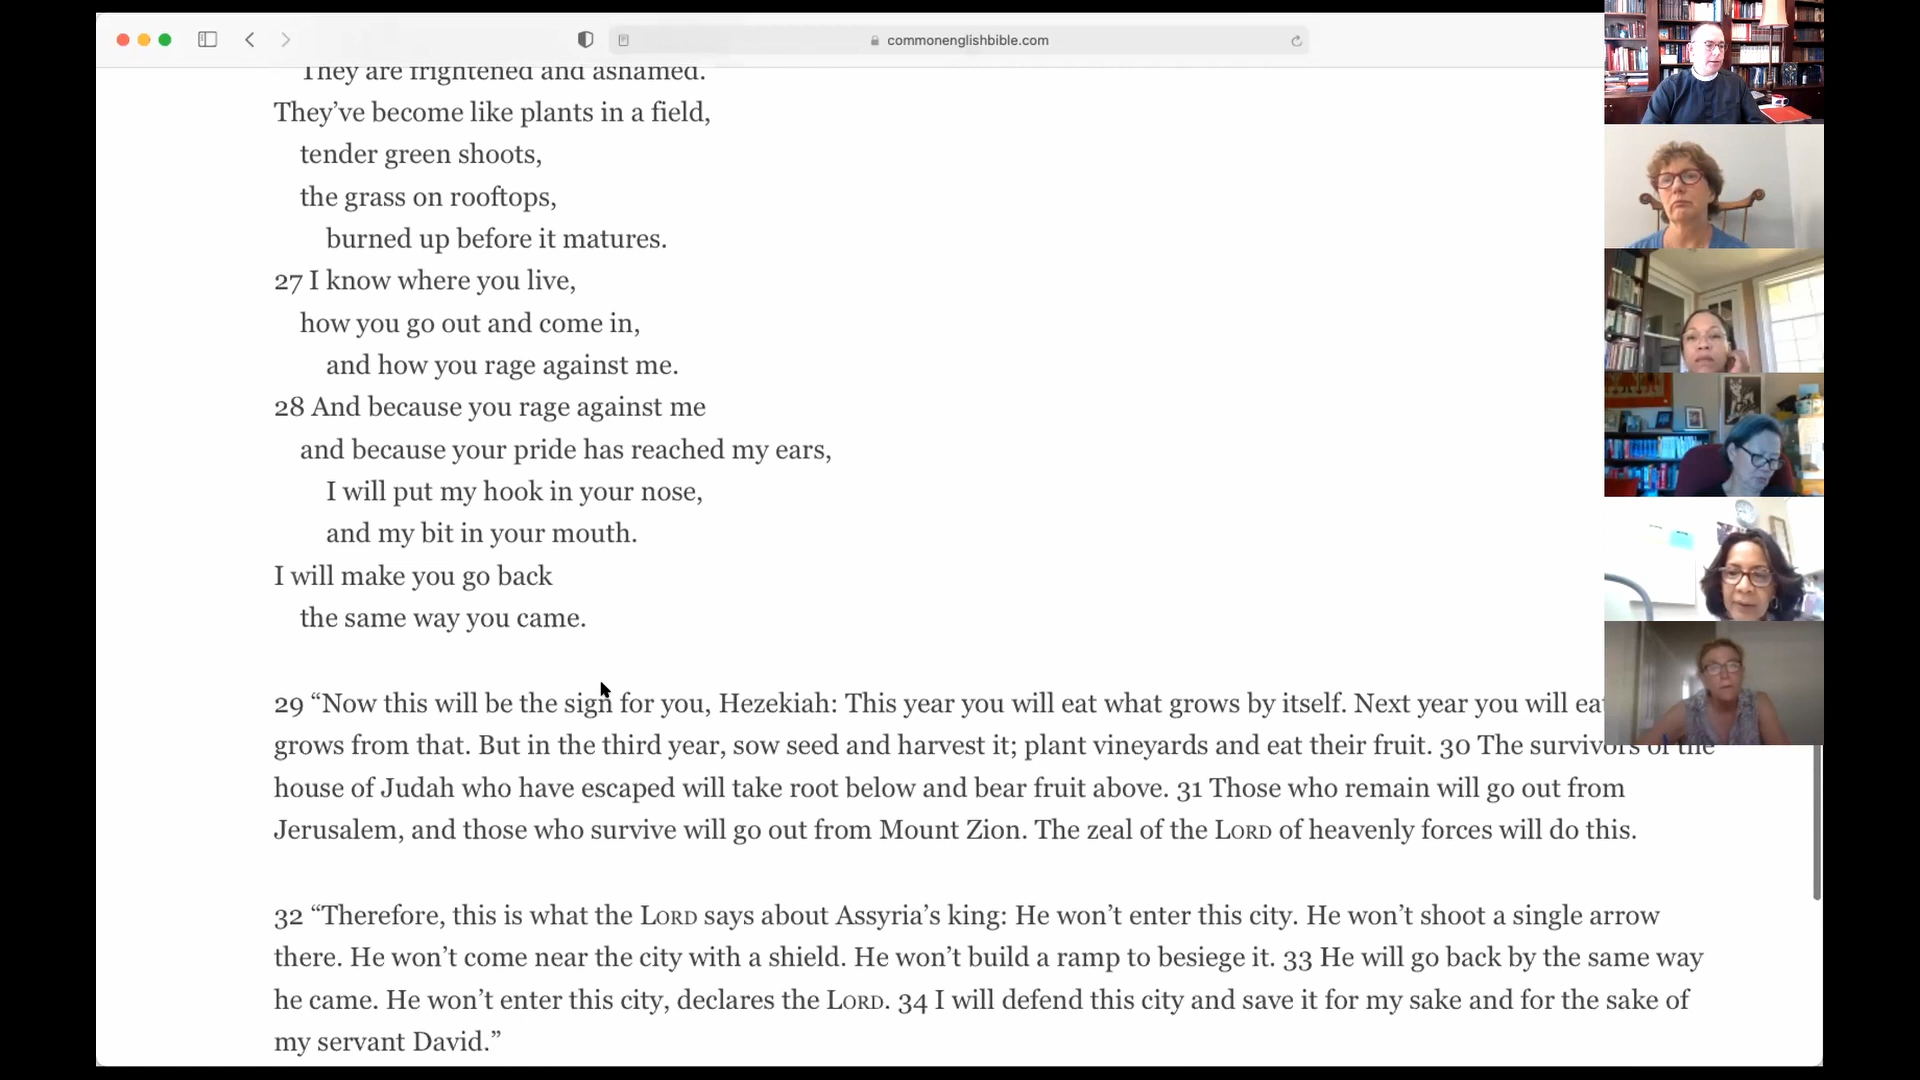 commonenglishbible.com
They are frightened and ashamed.
They’ve become like plants in a field,
tender green shoots,
the grass on rooftops,
burned up before it matures.
27 I know where you live,
how you go out and come in,
and how you rage against me.
28 And because you rage against me
and because your pride has reached my ears,
I will put my hook in your nose,
and my bit in your mouth.
I will make you go back
the same way you came.
29 “Now this will be the sign for you, Hezekiah: This year you will eat what grows by itself. Next year you will ea
grows from that. But in the third year, sow seed and harvest it; plant vineyards and eat their fruit. 30 The survivors of the
house of Judah who have escaped will take root below and bear fruit above. 31 Those who remain will go out from
Jerusalem, and those who survive will go out from Mount Zion. The zeal of the LORD of heavenly forces will do this.
32 “Therefore, this is what the LORD says about Assyria’s king: He won’t enter this city. He won’t shoot a single arrow
there. He won’t come near the city with a shield. He won’t build a ramp to besiege it. 33 He will go back by the same way
he came. He won’t enter this city, declares the LORD. 34 I will defend this city and save it for my sake and for the sake of
my servant David.”